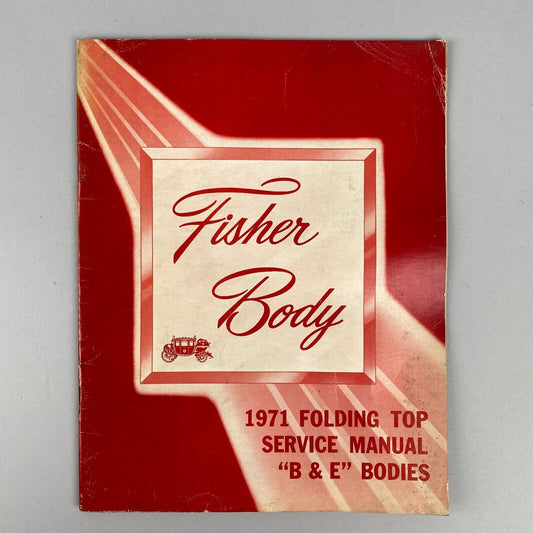 Fisher
Body
1971 FOLDING TOP
SERVICE MANUAL
“B & E” BODIES